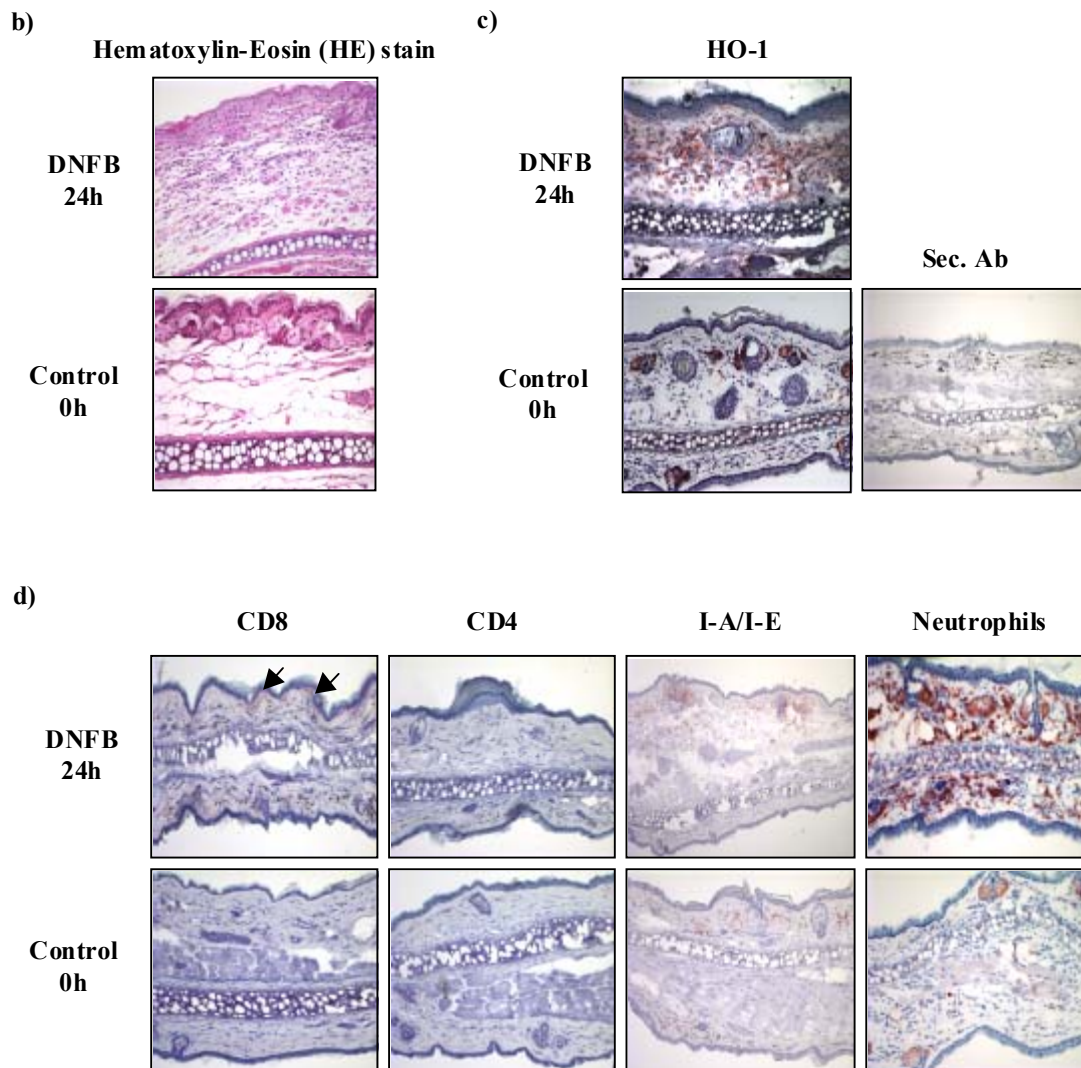 b)
Hematoxylin-Eosin (HE) stain
DNFB
24h
Control
0h
c)
HO-1
DNFB
24h
Sec. Ab
Control
0h
d)
CD8
CD4
I-A/I-E
Neutrophils
DNFB
24h
Control
0h